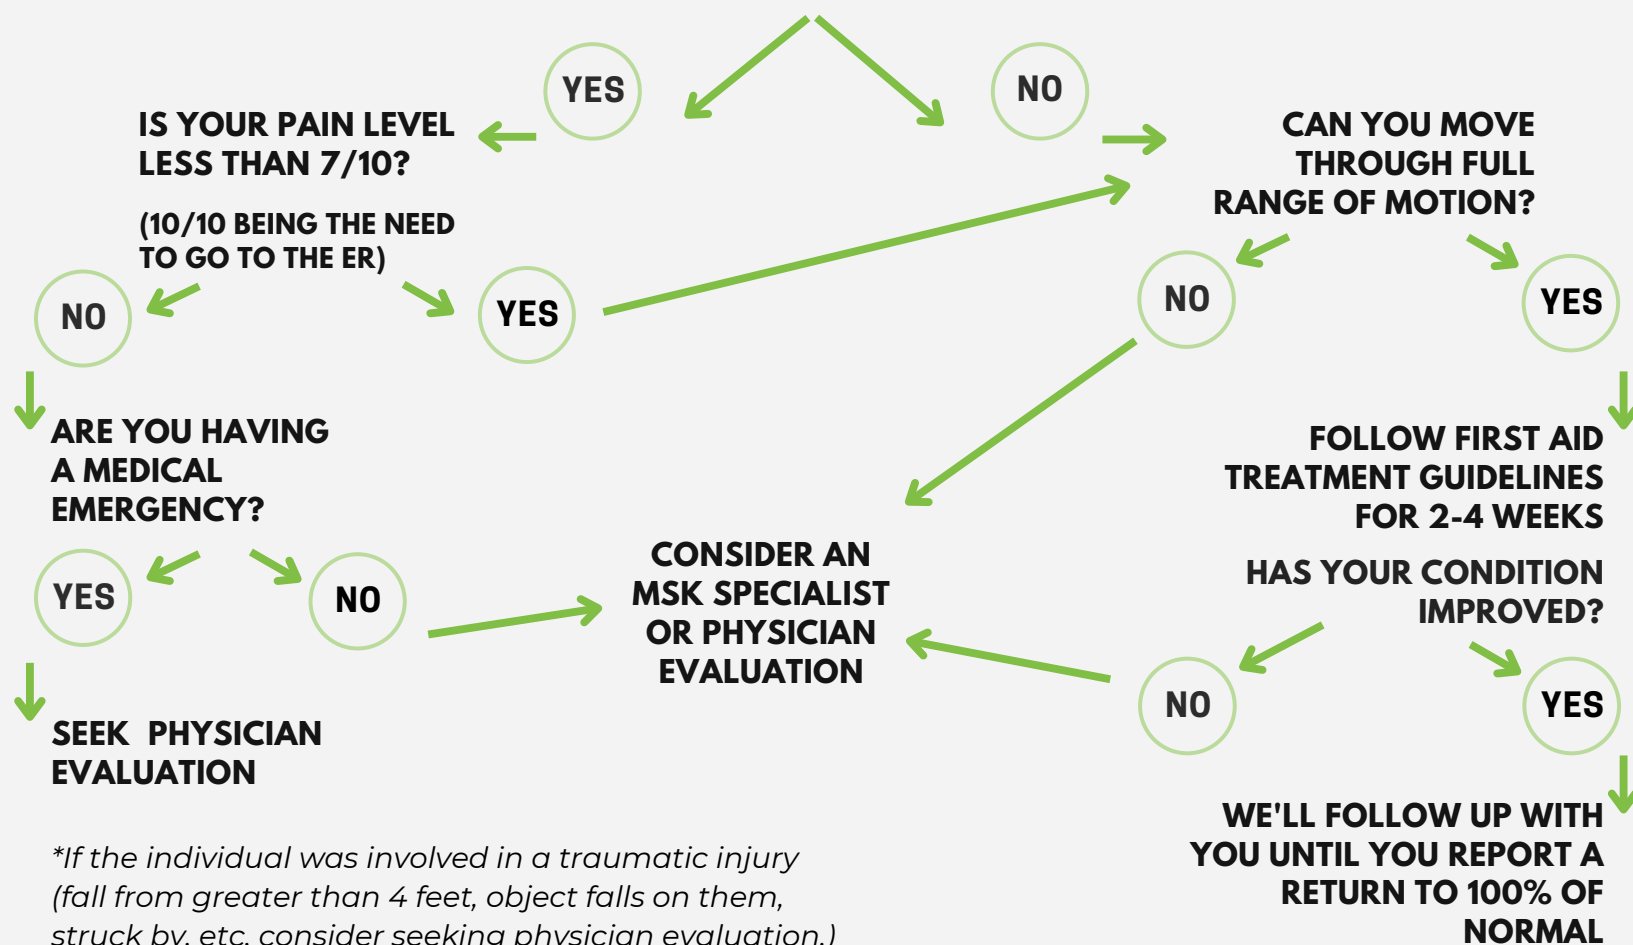 YES
NO
IS YOUR PAIN LEVEL
LESS THAN 7/10?
(10/10 BEING THE NEED
TO GO TO THE ER)
CAN YOU MOVE
THROUGH FULL
RANGE OF MOTION?
NO
YES
NO
YES
ARE YOU HAVING
A MEDICAL
EMERGENCY?
YES
NO
SEEK  PHYSICIAN
EVALUATION
CONSIDER AN
MSK SPECIALIST
OR PHYSICIAN
EVALUATION
FOLLOW FIRST AID
TREATMENT GUIDELINES
FOR 2-4 WEEKS
HAS YOUR CONDITION
IMPROVED?
NO
YES
WE'LL FOLLOW UP WITH
YOU UNTIL YOU REPORT A
RETURN TO 100% OF
NORMAL
*If the individual was involved in a traumatic injury
(fall from greater than 4 feet, object falls on them,
struck by, etc. consider seeking physician evaluation.)